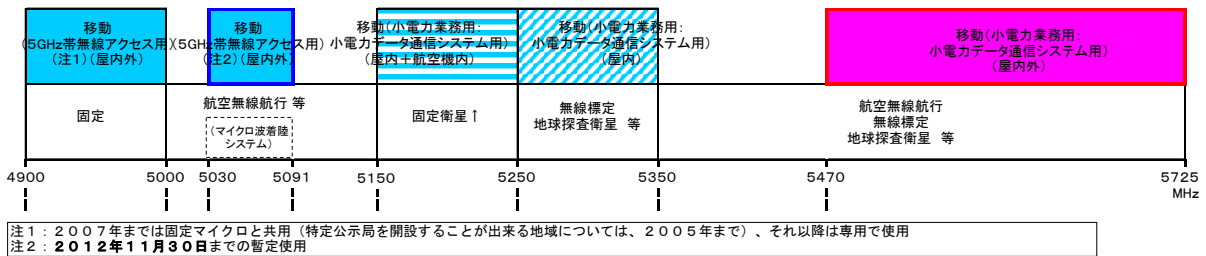 移動
(5GHz帯無線アクセス用)
(注1)(屋内外)
移動
(5GHz帯無線アクセス用)
(注2)(屋内外)
移動(小電力業務用:
小電力データ通信システム用)
(屋内+航空機内)
移動(小電力業務用:
小電力データ通信システム用)
(屋内)
移動(小電力業務用:
小電力データ通信システム用)
(屋内外)
固定
航空無線航行 等
(マイクロ波着陸
システム)
固定衛星↑
無線標定
地球探査衛星 等
航空無線航行
無線標定
地球探査衛星 等
4900
5000
5030
5091
5150
5250
5350
5470
5725
MHz
注1:2007年までは固定マイクロと共用(特定公示局を開設することが出来る地域については、2005年まで)、それ以降は専用で使用
注2:2012年11月30日までの暫定使用